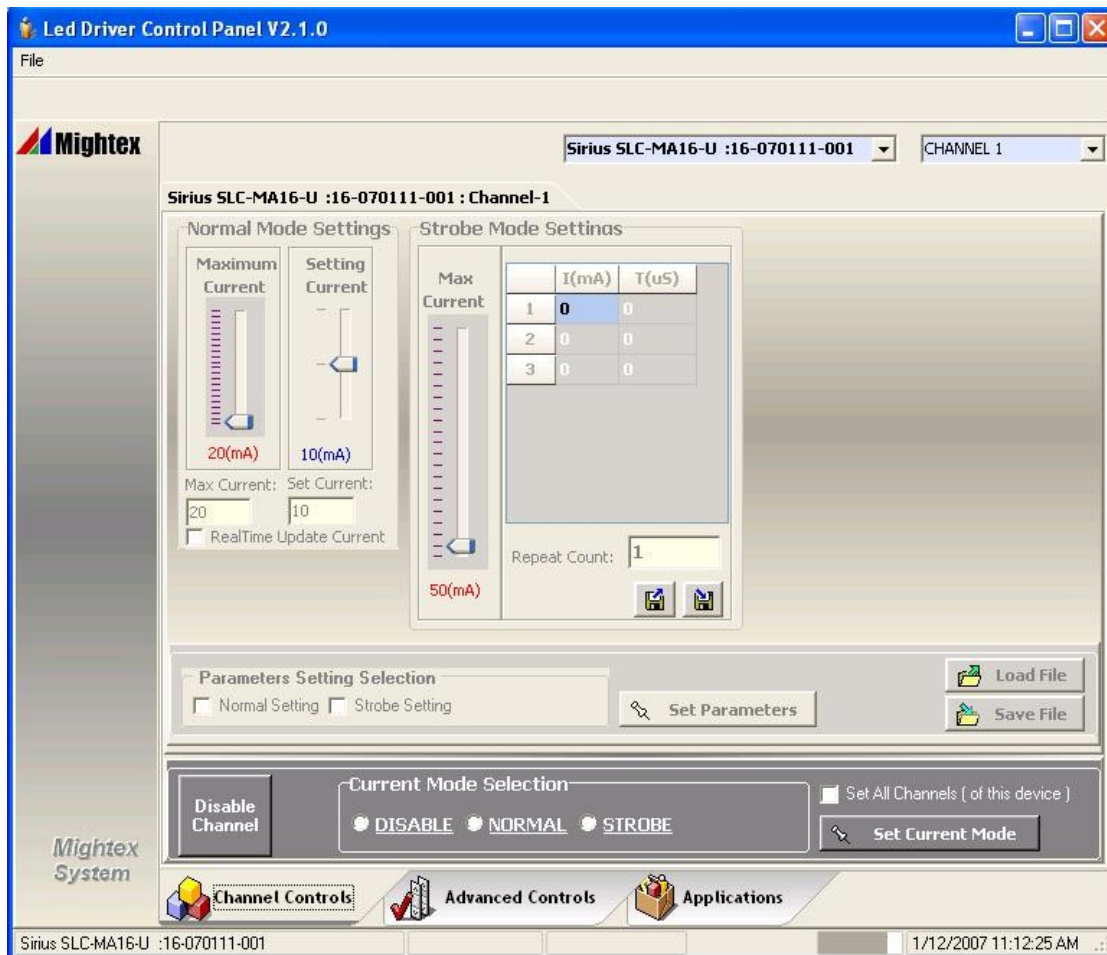 Led Driver Control Panel V2.1.0
File
Mightex
Sirius SLC-MA16-U :16-070111-001
CHANNEL 1
Sirius SLC-MA16-U :16-070111-001 : Channel-1
Normal Mode Settings
Strobe Mode Settings
Maximum Current
Setting Current
20(mA)
10(mA)
Max Current: Set Current:
20
10
RealTime Update Current
Max Current
50(mA)
I(mA) T(uS)
1 0 0
2 0 0
3 0 0
Repeat Count: 1
Parameters Setting Selection
Normal Setting Strobe Setting
Set Parameters
Load File
Save File
Disable Channel
Current Mode Selection
DISABLE NORMAL STROBE
Set All Channels ( of this device )
Set Current Mode
Mightex System
Channel Controls
Advanced Controls
Applications
Sirius SLC-MA16-U :16-070111-001
1/12/2007 11:12:25 AM